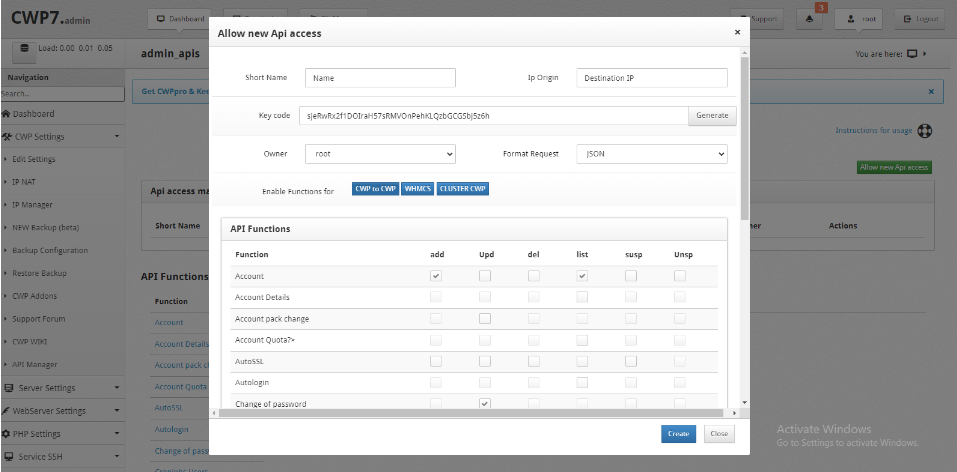 CWP7.admin
Dashboard
Support
3
root
Logout
Load: 0.00 0.01 0.05
admin_apis
You are here:
Navigation
Search...
Get CWPpro &
Dashboard
CWP Settings
Edit Settings
IP NAT
IP Manager
NEW Backup (beta)
Backup Configuration
Restore Backup
CWP Addons
Support Forum
CWP WIKI
API Manager
Server Settings
WebServer Settings
PHP Settings
Service SSH
Instructions for usage
Allow new Api access
Api access ma
Short Name
ner
Actions
API Functions
Function
Account
Account Details
Account pack c
Account Quota
AutoSSL
Autologin
Change of pass
Allow new Api access
×
Short Name
Name
Ip Origin
Destination IP
Key code
sjeRwRx2f1DOIraH57sRMVOnPehKLQzbGCGSbJ5z6h
Generate
Owner
root
Format Request
JSON
Enable Functions for
CWP to CWP WHMCS CLUSTER CWP
API Functions
Function add Upd del list susp Unsp
Account
Account Details
Account pack change
Account Quota?>
AutoSSL
Autologin
Change of password
Create
Close
Activate Windows
Go to Settings to activate Windows.